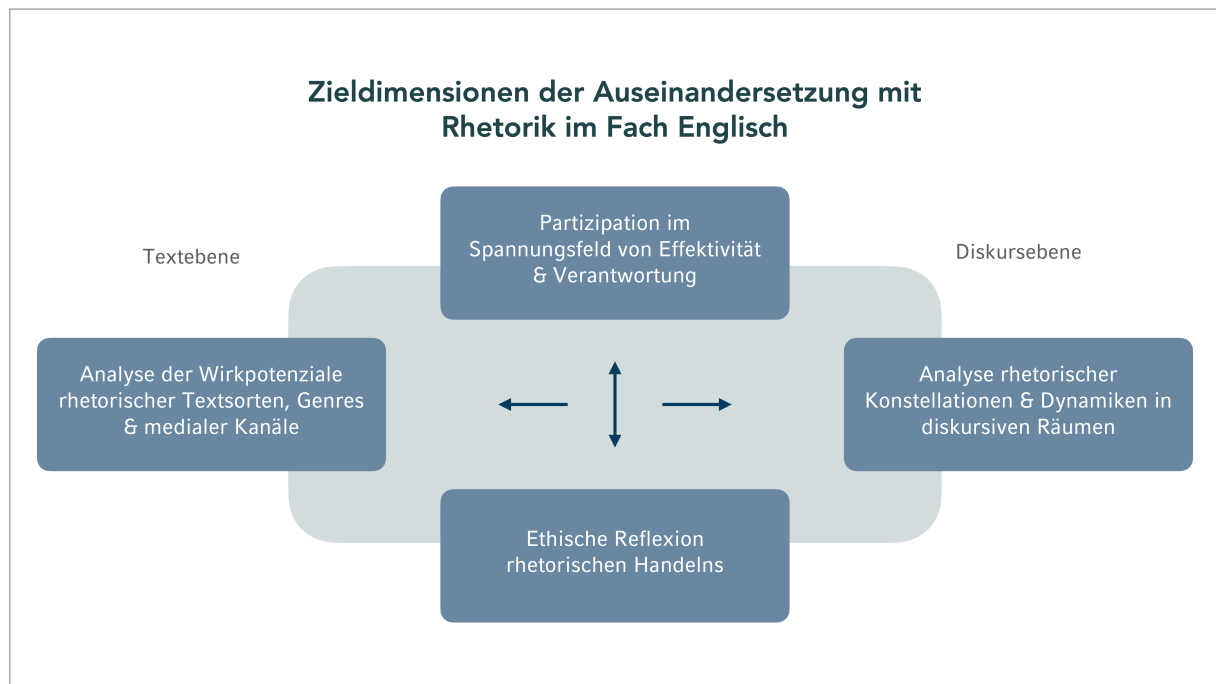 Zieldimensionen der Auseinandersetzung mit
Rhetorik im Fach Englisch
Partizipation im
Spannungsfeld von Effektivität
& Verantwortung
Textebene
Diskursebene
Analyse der Wirkpotenziale
rhetorischer Textsorten, Genres
& medialer Kanäle
Analyse rhetorischer
Konstellationen & Dynamiken in
diskursiven Räumen
Ethische Reflexion
rhetorischen Handelns